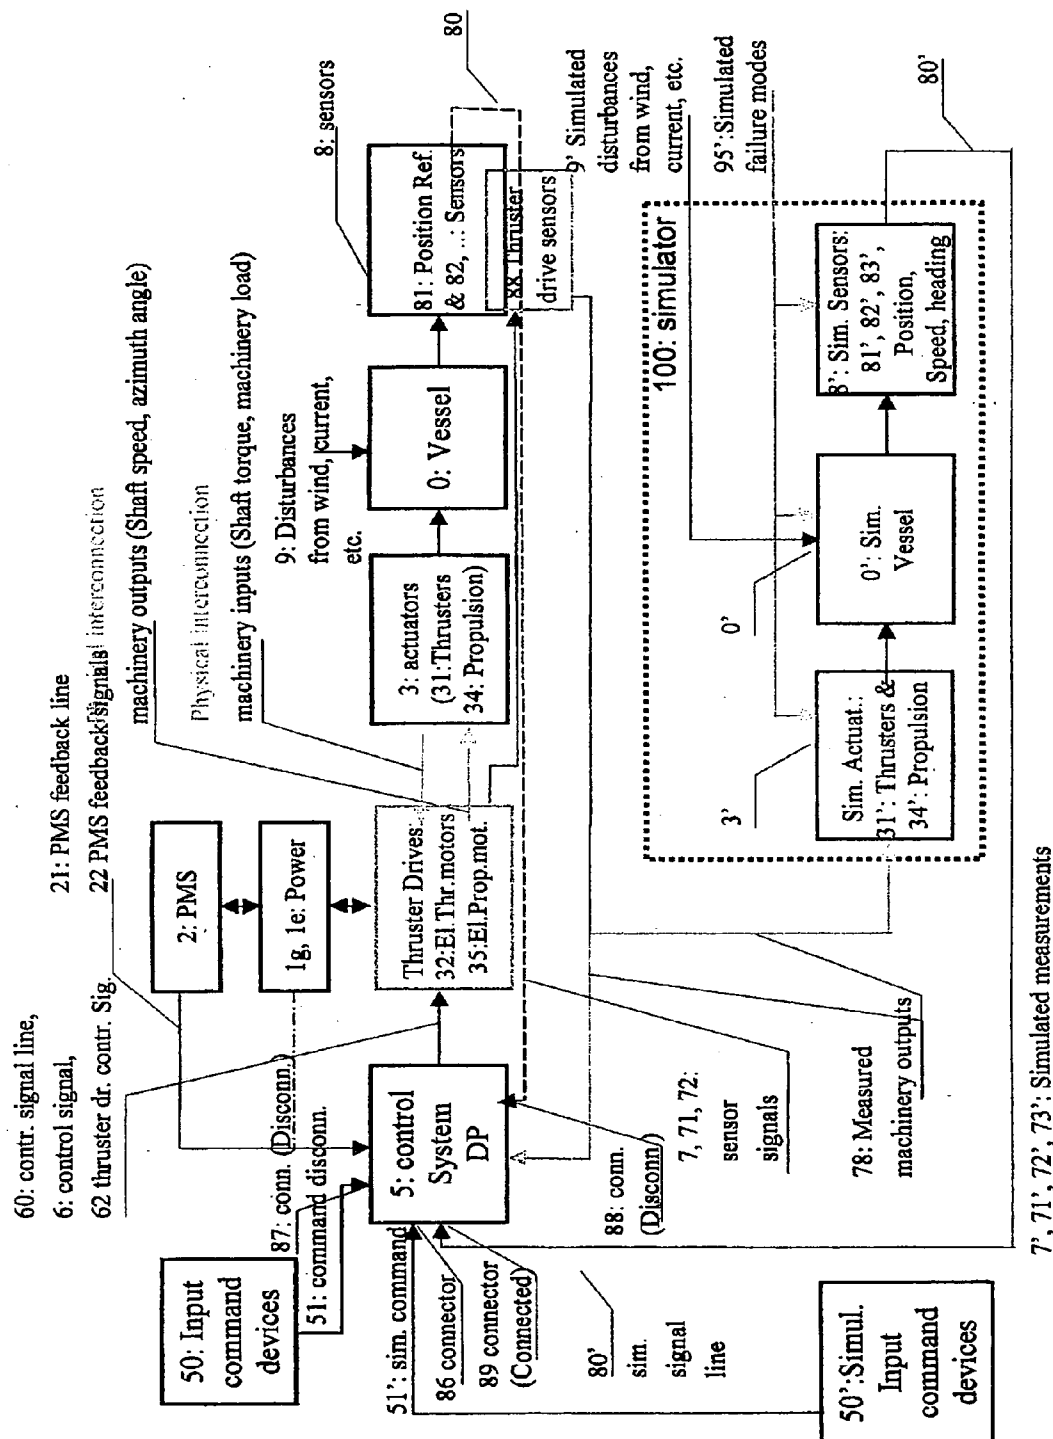 60: contr. signal line,
6: control signal,
62 thruster dr. contr. Sig.
21: PMS feedback line
22 PMS feedback signals
interconnection
machinery outputs (Shaft speed, azimuth angle)
Physical interconnection
machinery inputs (Shaft torque, machinery load)
9: Disturbances
from wind, current,
etc.
8: sensors
80
2: PMS
1g, 1e: Power
Thruster Drives:
32:El.Thr.motors
35:El.Prop.mot.
3: actuators
(31:Thrusters
34: Propulsion)
0: Vessel
81: Position Ref.
& 82, ...: Sensors
88 Thruster
drive sensors
50: Input
command
devices
87: conn. (Disconn.)
51: command disconn.
5: control
System
DP
51': sim. command
86 connector
89 connector
(Connected)
80'
sim.
signal
line
88: conn.
(Disconn)
7, 71, 72:
sensor
signals
78: Measured
machinery outputs
9' Simulated
disturbances
from wind,
current, etc.
95':Simulated
failure modes
80'
100: simulator
3'
0'
Sim. Actuat.:
31': Thrusters &
34': Propulsion
0': Sim.
Vessel
8': Sim. Sensors:
81', 82', 83',
Position,
Speed, heading
50':Simul.
Input
command
devices
7', 71', 72', 73': Simulated measurements